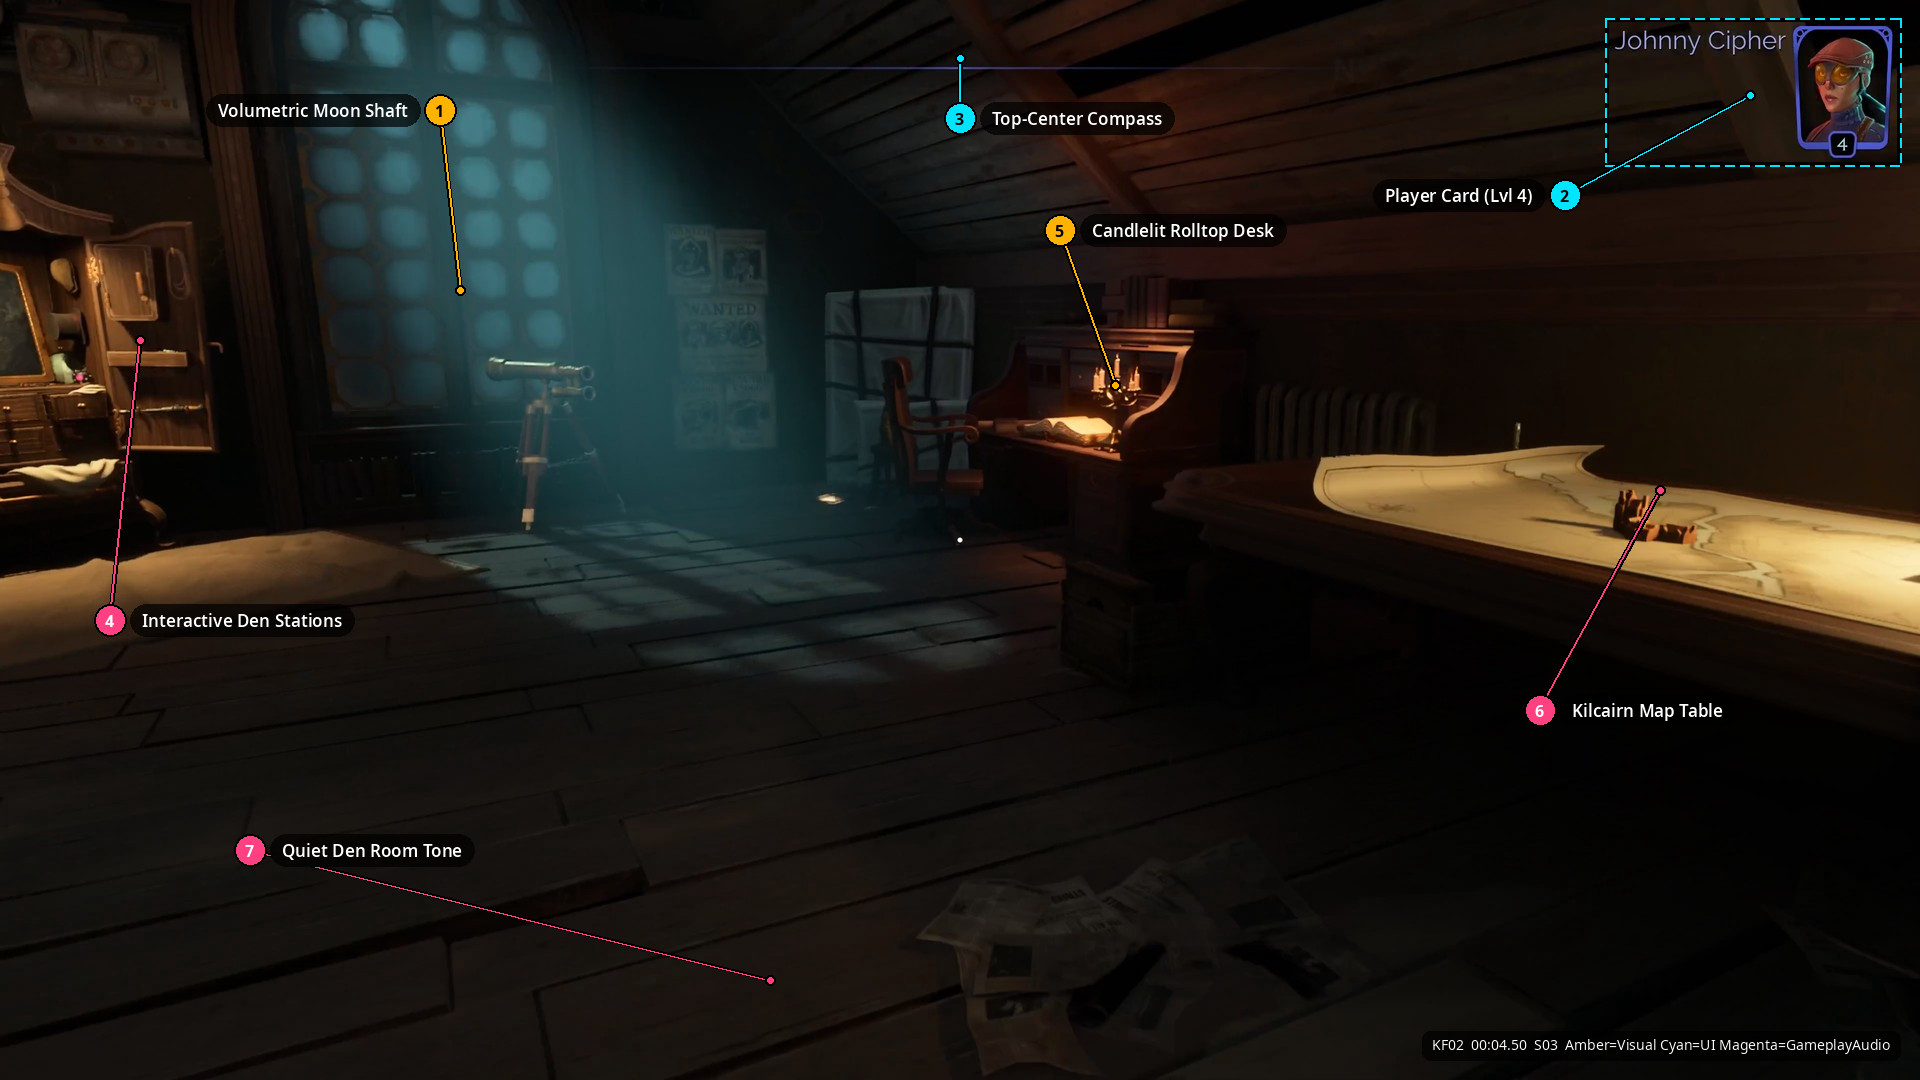 Johnny Cipher
4
1
Volumetric Moon Shaft
3
Top-Center Compass
Player Card (Lvl 4)
2
5
Candlelit Rolltop Desk
WANTED
4
Interactive Den Stations
6
Kilcairn Map Table
7
Quiet Den Room Tone
KF02 00:04.50 S03 Amber=Visual Cyan=UI Magenta=GameplayAudio